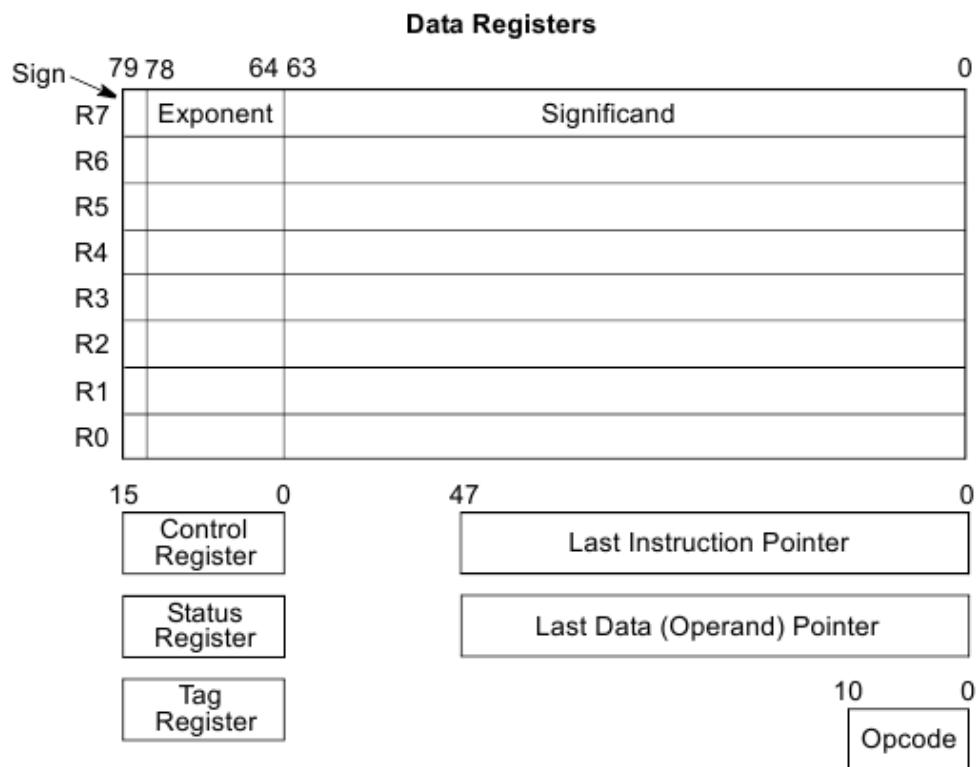 Data Registers
Sign 79 78 64 63 0
R7 Exponent Significand
R6
R5
R4
R3
R2
R1
R0
15 0 47 0
Control
Register
Last Instruction Pointer
Status
Register
Last Data (Operand) Pointer
Tag
Register
10 0
Opcode